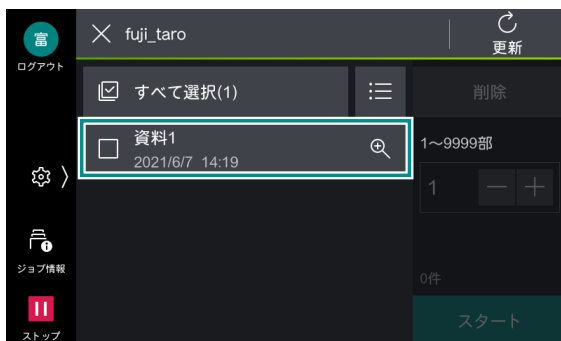 富
ログアウト
fuji_taro
更新
すべて選択(1)
削除
資料1
2021/6/7 14:19
1～9999部
1
ジョブ情報
0件
ストップ
スタート